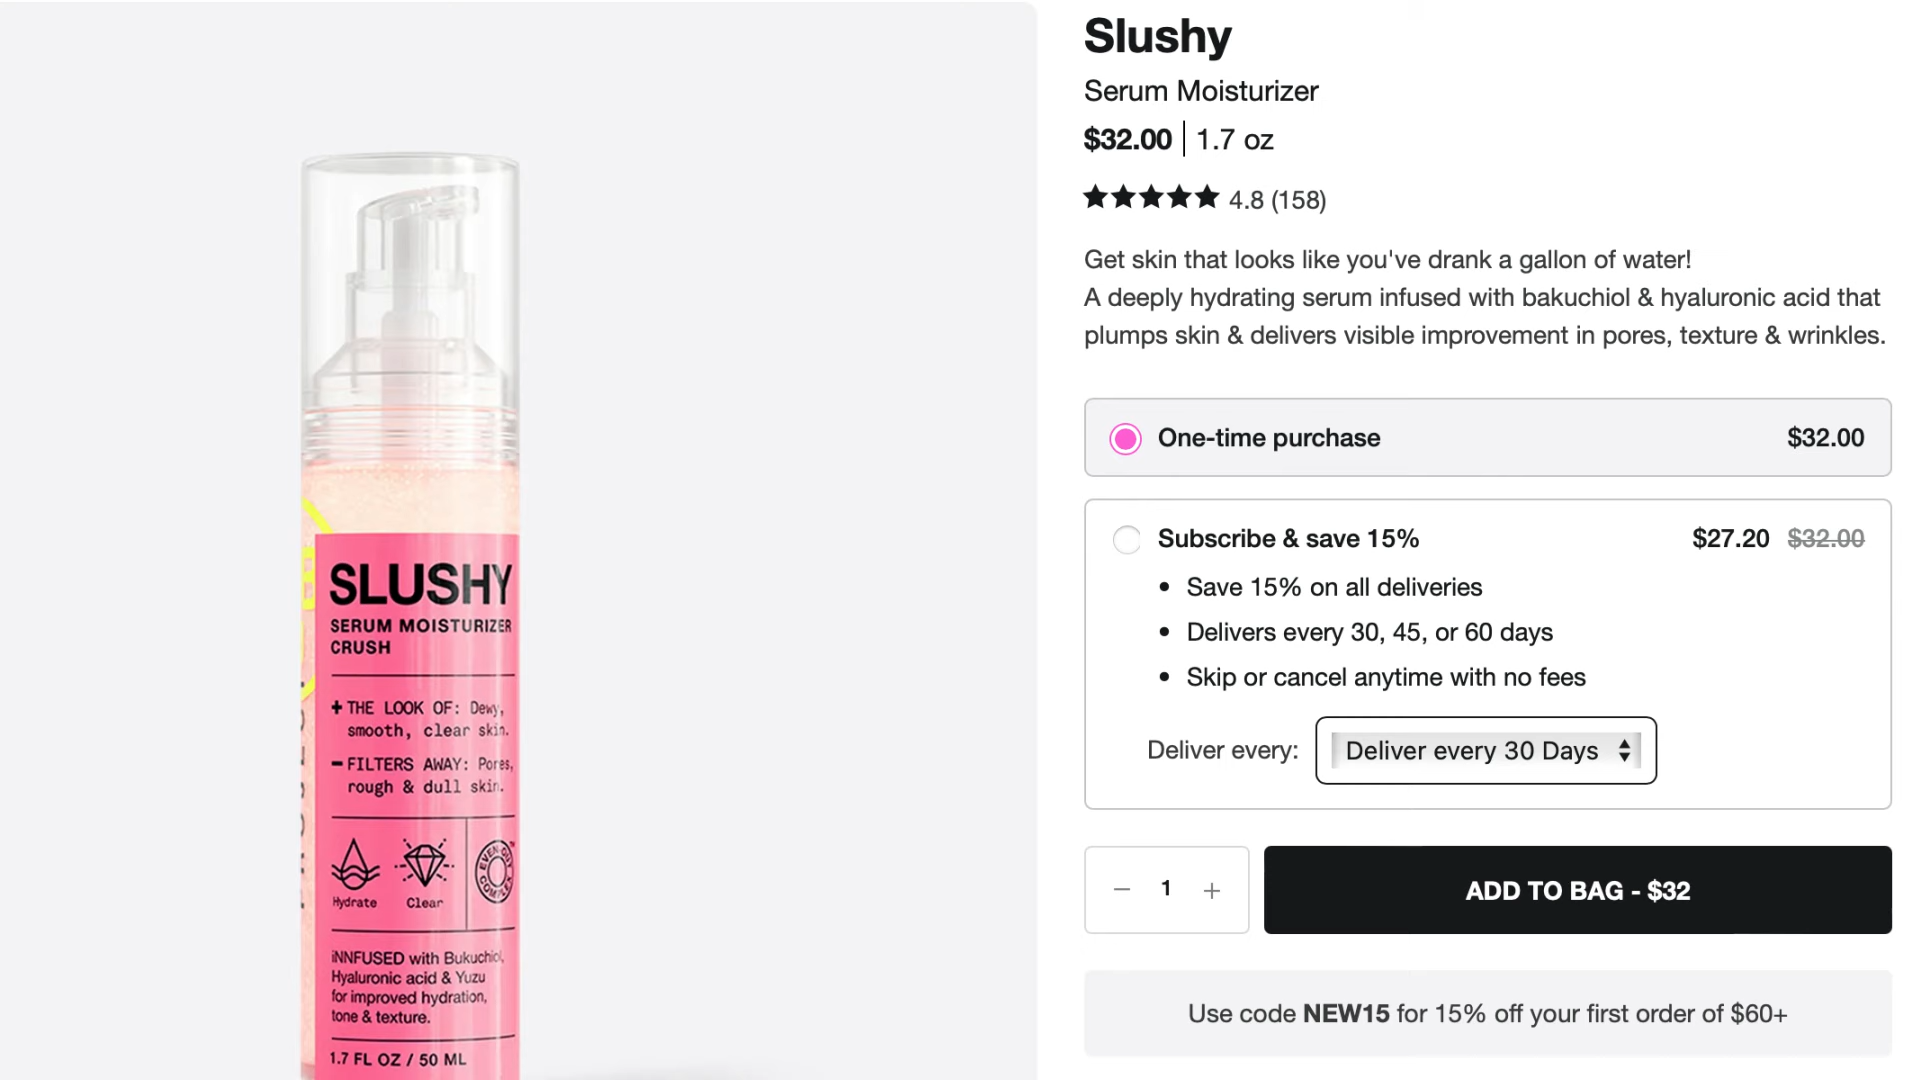 Slushy
Serum Moisturizer
$32.00 | 1.7 oz
4.8 (158)
Get skin that looks like you've drank a gallon of water!
A deeply hydrating serum infused with bakuchiol & hyaluronic acid that
plumps skin & delivers visible improvement in pores, texture & wrinkles.
One-time purchase $32.00
Subscribe & save 15% $27.20 $32.00
• Save 15% on all deliveries
• Delivers every 30, 45, or 60 days
• Skip or cancel anytime with no fees
Deliver every: Deliver every 30 Days
− 1 +
ADD TO BAG - $32
Use code NEW15 for 15% off your first order of $60+
SLUSHY
SERUM MOISTURIZER
CRUSH
+ THE LOOK OF: Dewy,
smooth, clear skin.
− FILTERS AWAY: Pores,
rough & dull skin.
Hydrate Clear
EVEN-OUT
COMPLEX
iNNFUSED with Bukuchiol,
Hyaluronic acid & Yuzu
for improved hydration,
tone & texture.
1.7 FL OZ / 50 ML